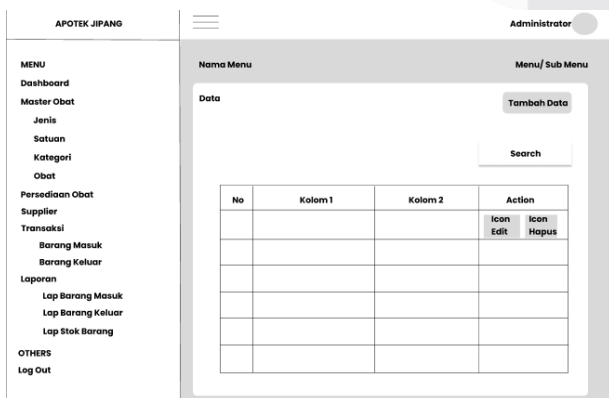 APOTEK JIPANG
Administrator
MENU
Dashboard
Master Obat
Jenis
Satuan
Kategori
Obat
Persediaan Obat
Supplier
Transaksi
Barang Masuk
Barang Keluar
Laporan
Lap Barang Masuk
Lap Barang Keluar
Lap Stok Barang
OTHERS
Log Out
Nama Menu
Menu/ Sub Menu
Data
Tambah Data
Search
No Kolom 1 Kolom 2 Action
Icon Edit
Icon Hapus